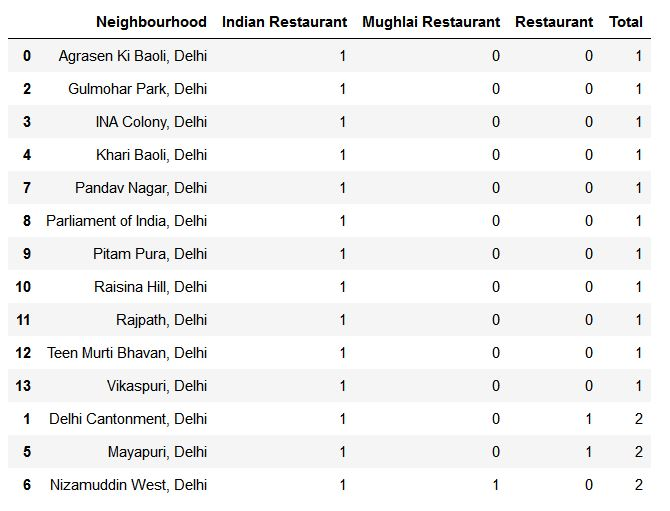 Neighbourhood Indian Restaurant Mughlai Restaurant Restaurant Total
0 Agrasen Ki Baoli, Delhi 1 0 0 1
2 Gulmohar Park, Delhi 1 0 0 1
3 INA Colony, Delhi 1 0 0 1
4 Khari Baoli, Delhi 1 0 0 1
7 Pandav Nagar, Delhi 1 0 0 1
8 Parliament of India, Delhi 1 0 0 1
9 Pitam Pura, Delhi 1 0 0 1
10 Raisina Hill, Delhi 1 0 0 1
11 Rajpath, Delhi 1 0 0 1
12 Teen Murti Bhavan, Delhi 1 0 0 1
13 Vikaspuri, Delhi 1 0 0 1
1 Delhi Cantonment, Delhi 1 0 1 2
5 Mayapuri, Delhi 1 0 1 2
6 Nizamuddin West, Delhi 1 1 0 2